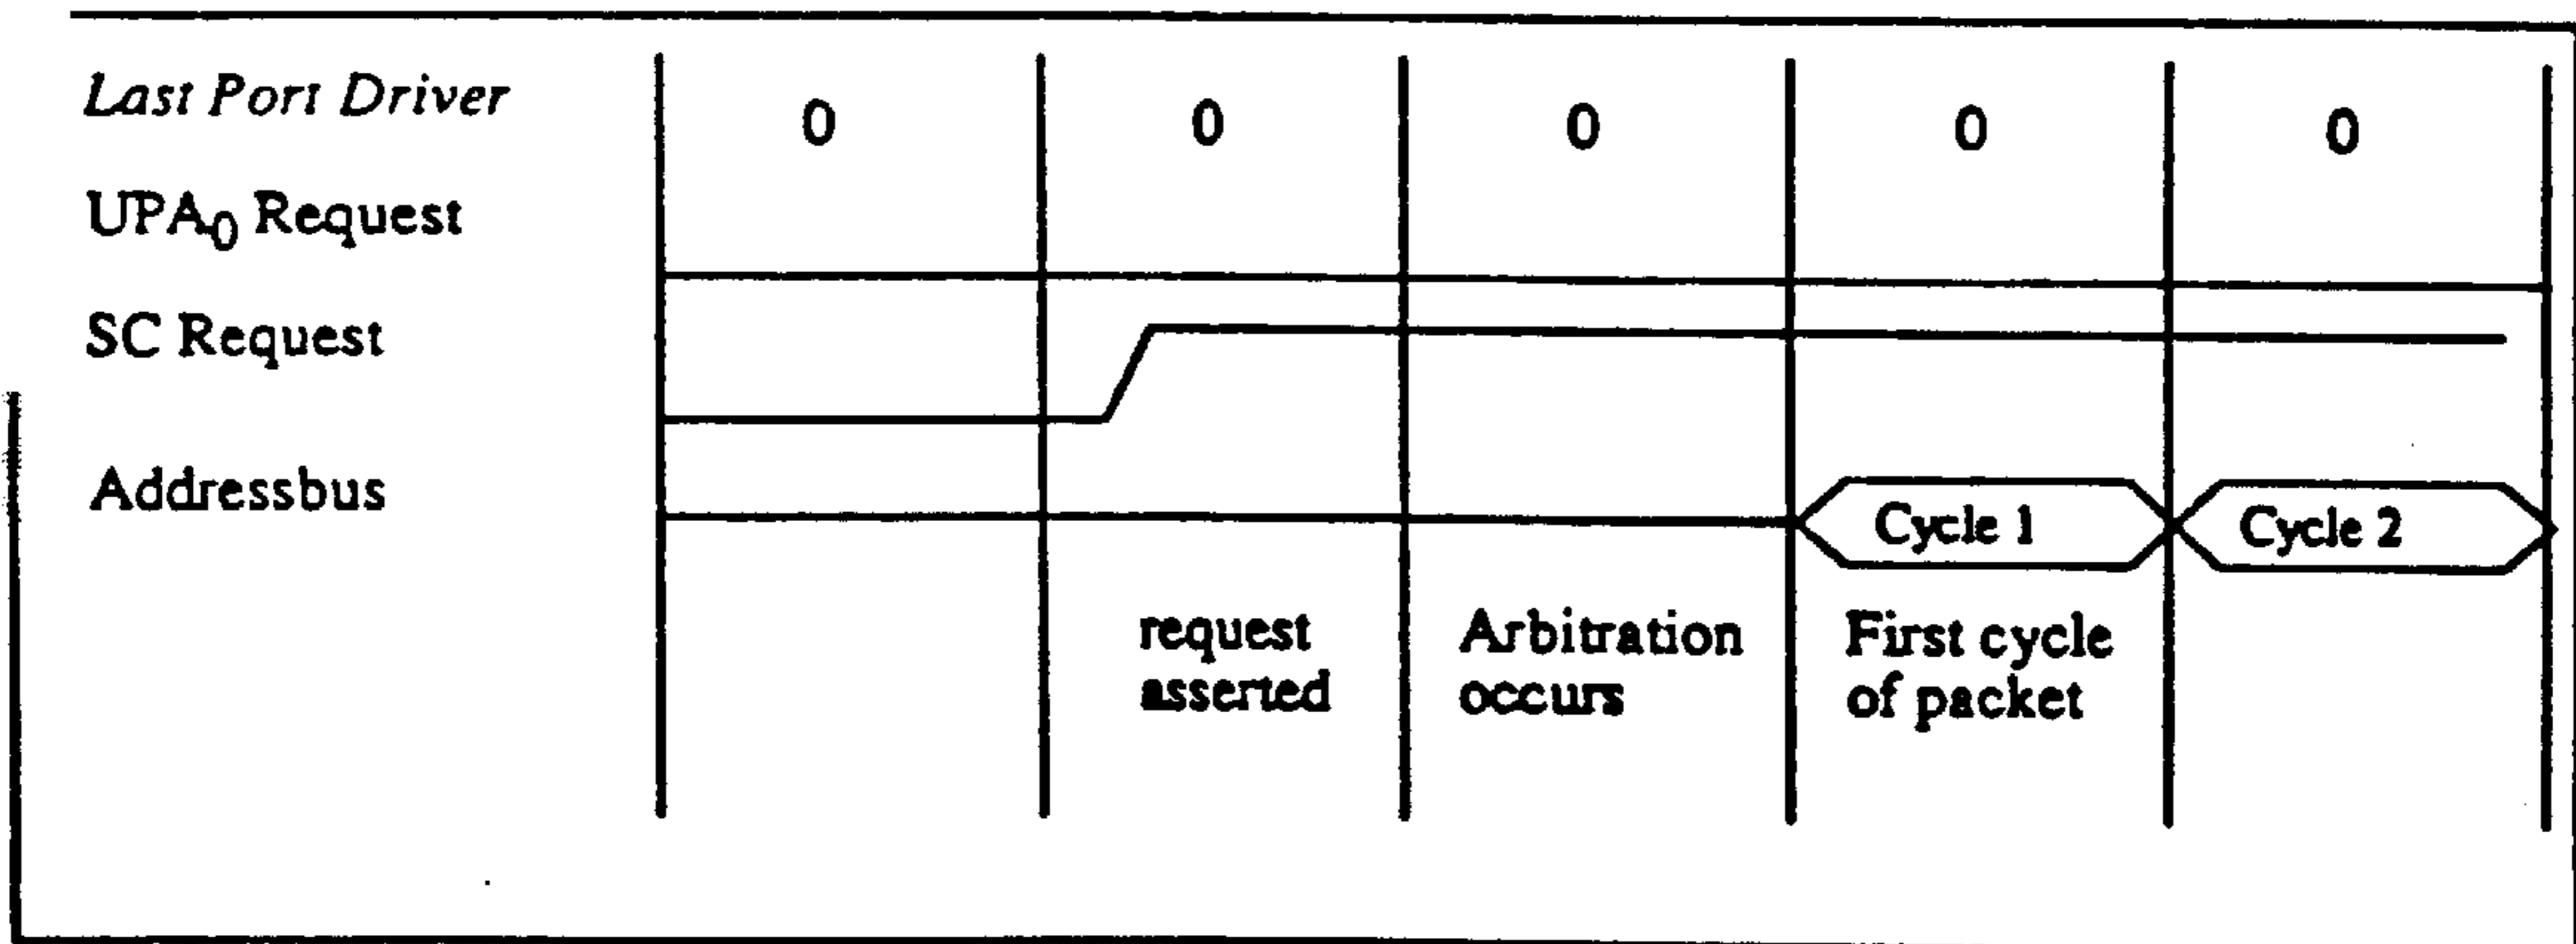 Last Port Driver 0 0 0 0 0
UPA0 Request
SC Request
Addressbus Cycle 1 Cycle 2
request asserted
Arbitration occurs
First cycle of packet